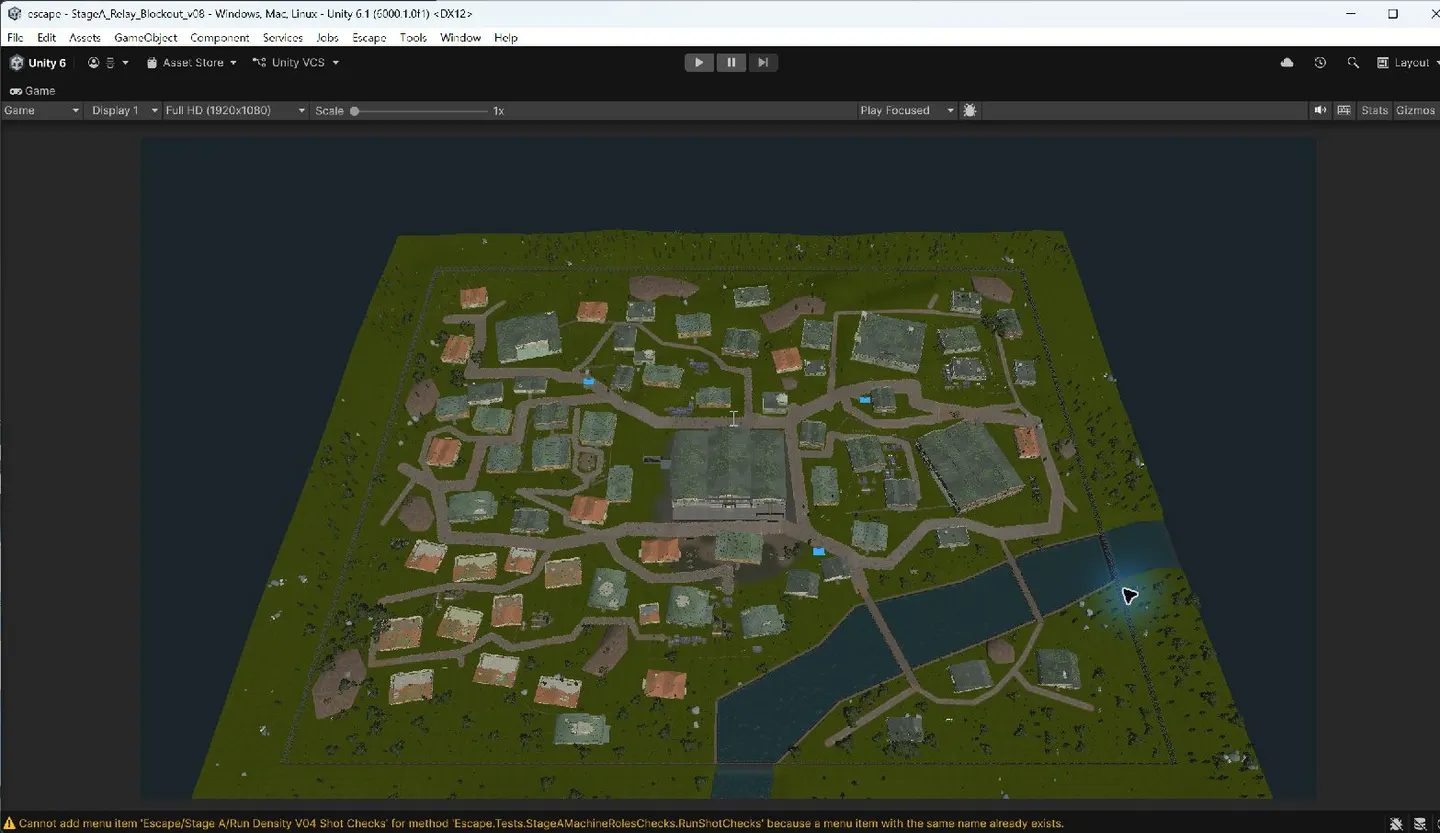 escape - StageA_Relay_Blockout_v08 - Windows, Mac, Linux - Unity 6.1 (6000.1.0f1) <DX12>
File Edit Assets GameObject Component Services Jobs Escape Tools Window Help
Unity 6 Asset Store Unity VCS Layout
Game
Game Display 1 Full HD (1920x1080) Scale 1x Play Focused Stats Gizmos
Cannot add menu item 'Escape/Stage A/Run Density V04 Shot Checks' for method 'Escape.Tests.StageAMachineRolesChecks.RunShotChecks' because a menu item with the same name already exists.